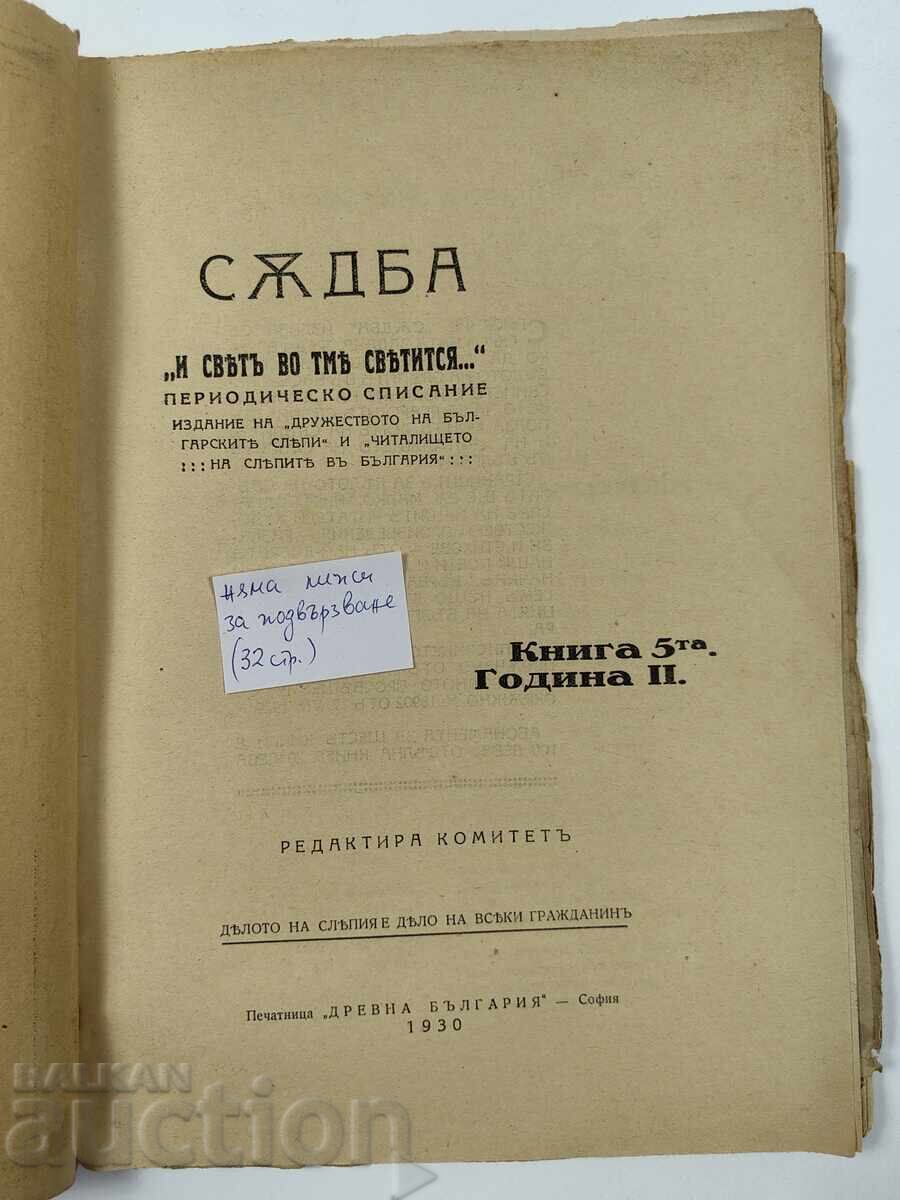 СѪДБА
„И СВѢТЪ ВО ТМѢ СВѢТИТСЯ...“
ПЕРИОДИЧЕСКО СПИСАНИЕ
ИЗДАНИЕ НА „ДРУЖЕСТВОТО НА БЪЛ-
ГАРСКИТѢ СЛѢПИ“ И „ЧИТАЛИЩЕТО
::: НА СЛѢПИТѢ ВЪ БЪЛГАРИЯ“ :::
няма
за подвързване
(32 стр.)
Книга 5та.
Година II.
РЕДАКТИРА КОМИТЕТЪ
ДѢЛОТО НА СЛѢПИЯ Е ДѢЛО НА ВСѢКИ ГРАЖДАНИНЪ
Печатница „ДРЕВНА БЪЛГАРИЯ“ — София
1930
BALKAN
auction